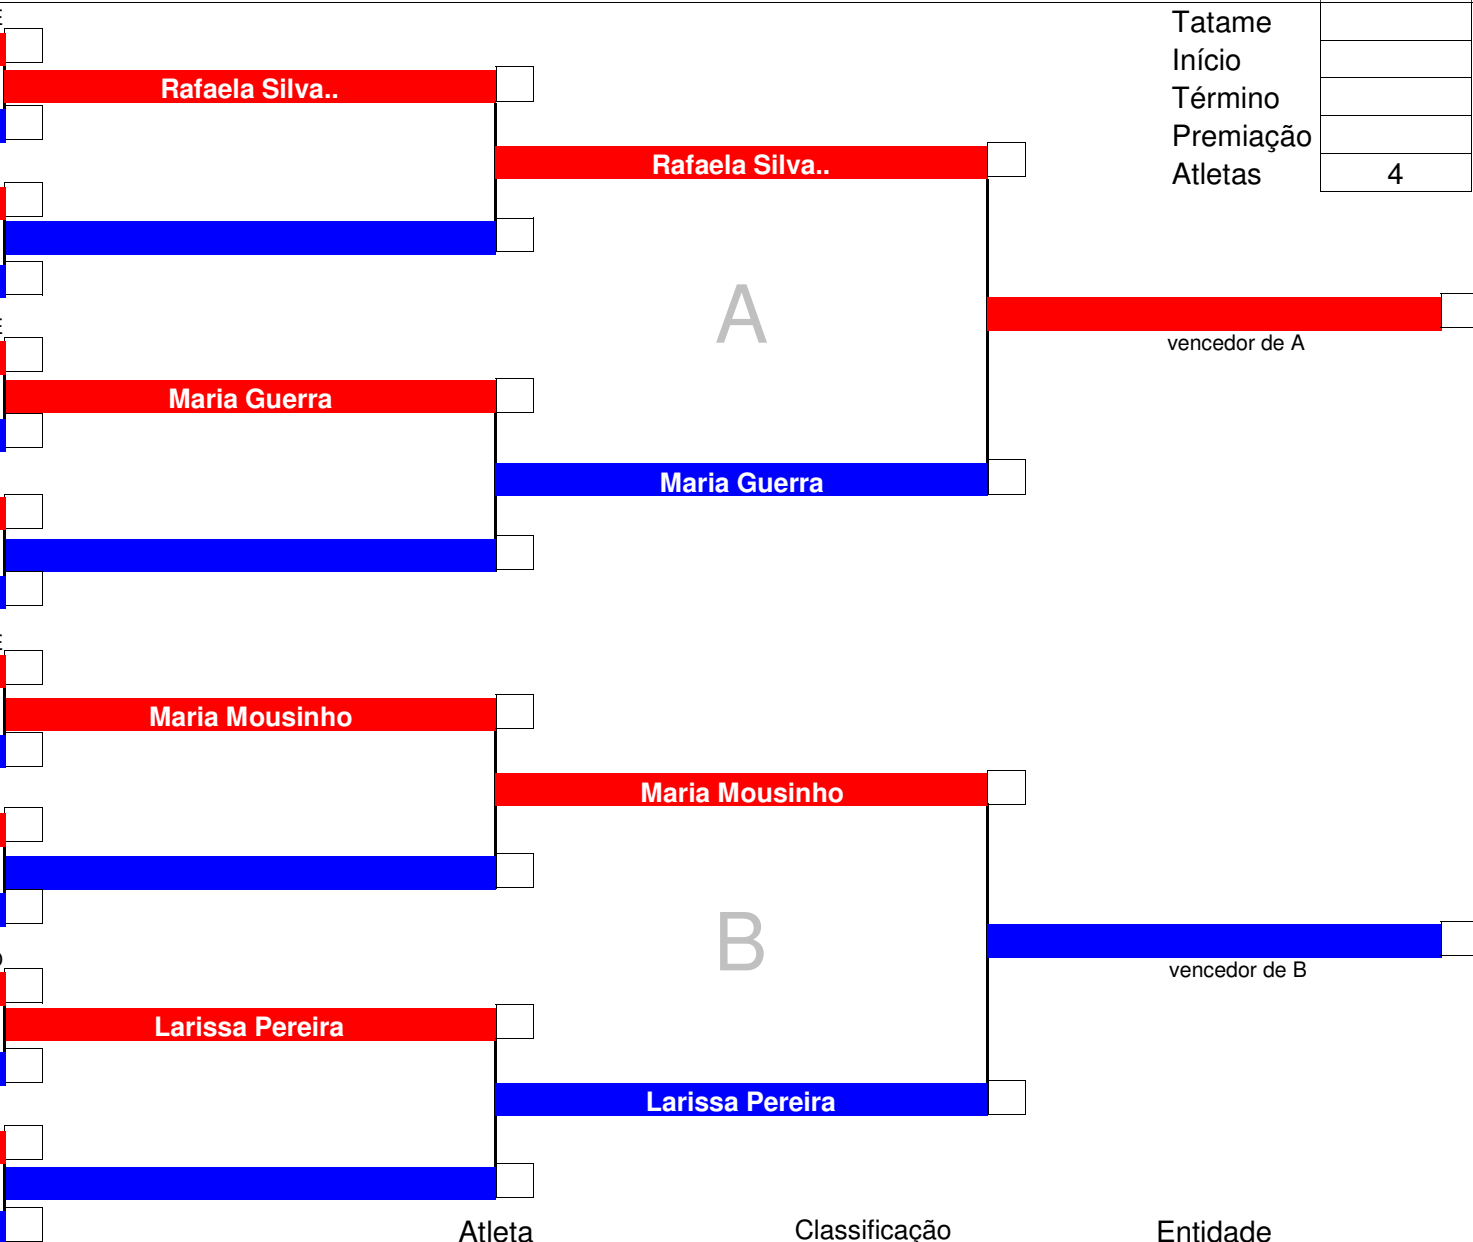 Tatame
Início
Término
Premiação
Atletas 4
Rafaela Silva..
Rafaela Silva..
A
vencedor de A
Maria Guerra
Maria Guerra
Maria Mousinho
Maria Mousinho
B
vencedor de B
Larissa Pereira
Larissa Pereira
Atleta Classificação Entidade